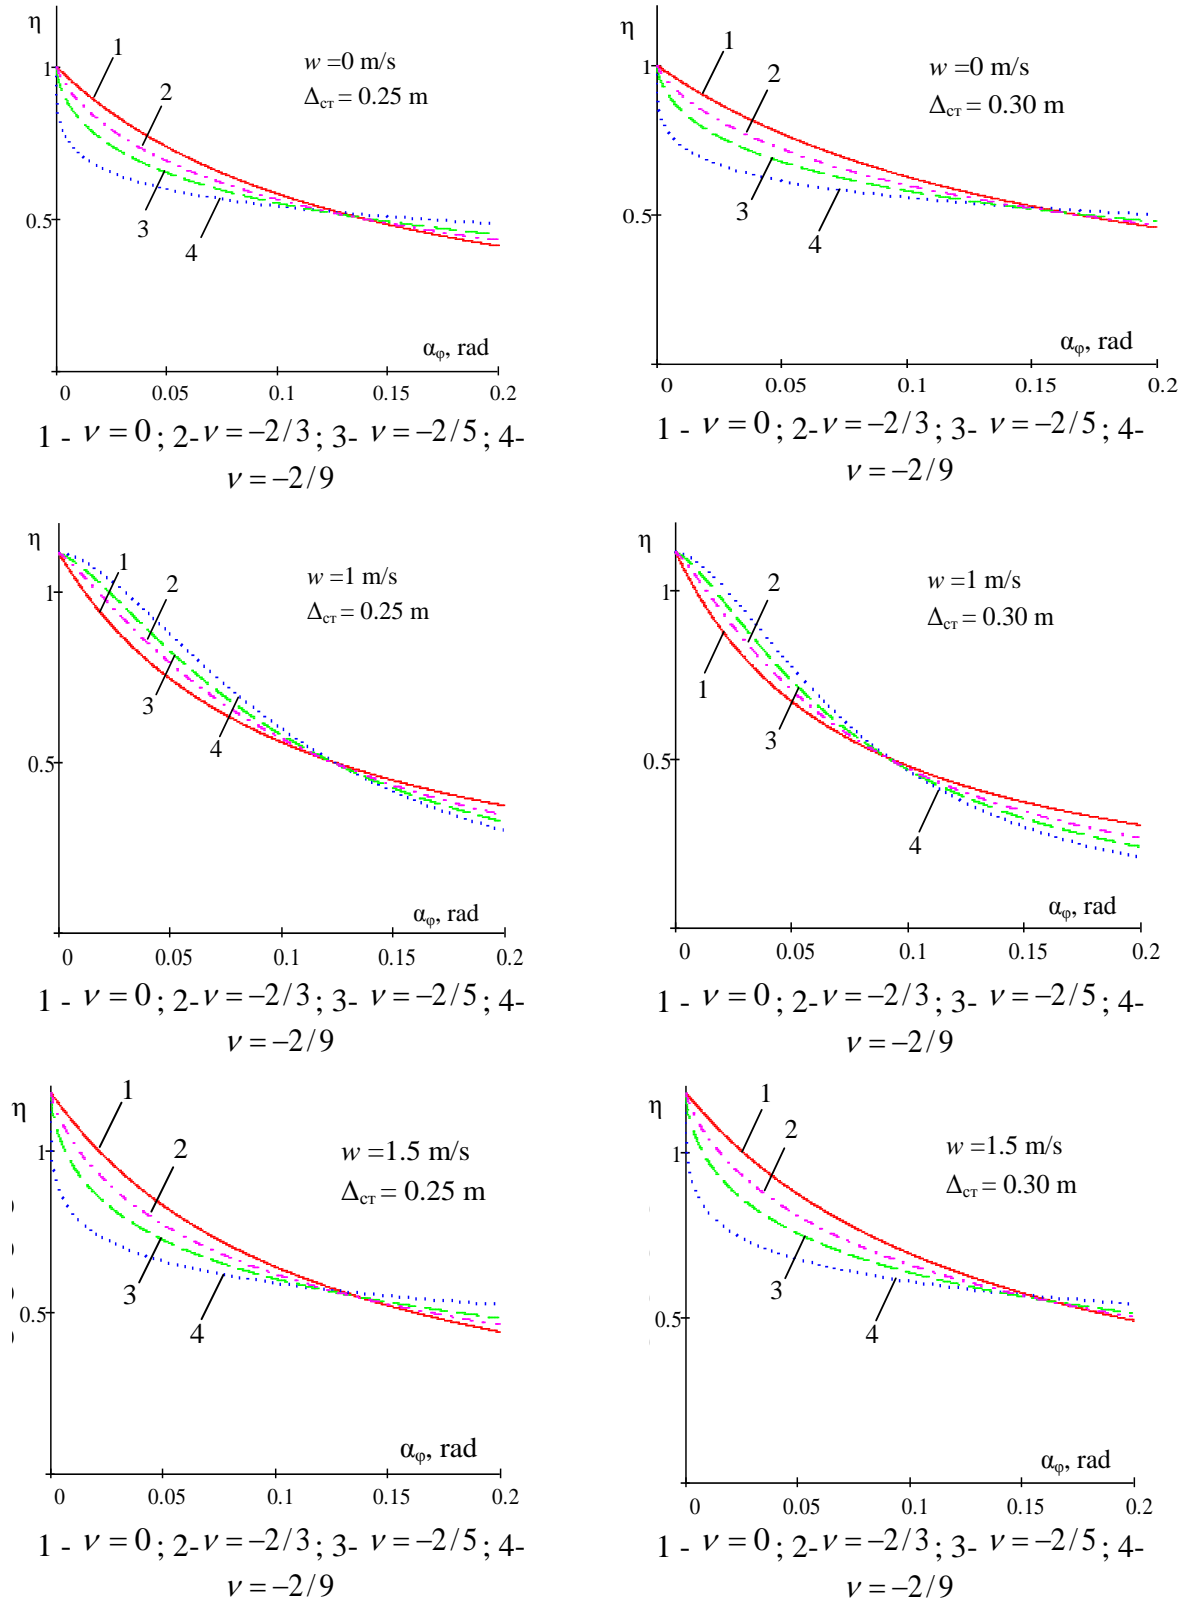 η
1
1
2
w =0 m/s
Δст = 0.25 m
0.5
3
4
αφ, rad
0 0.05 0.1 0.15 0.2
1 - ν = 0 ; 2- ν = −2/3 ; 3- ν = −2/5 ; 4-
ν = −2/9
η
1
1
2
w =0 m/s
Δст = 0.30 m
0.5
3
4
αφ, rad
0 0.05 0.1 0.15 0.2
1 - ν = 0 ; 2- ν = −2/3 ; 3- ν = −2/5 ; 4-
ν = −2/9
η
1
1
2
w =1 m/s
Δст = 0.25 m
3
4
0.5
αφ, rad
0 0.05 0.1 0.15 0.2
1 - ν = 0 ; 2- ν = −2/3 ; 3- ν = −2/5 ; 4-
ν = −2/9
η
1
2
w =1 m/s
Δст = 0.30 m
1
3
0.5
4
αφ, rad
0 0.05 0.1 0.15 0.2
1 - ν = 0 ; 2- ν = −2/3 ; 3- ν = −2/5 ; 4-
ν = −2/9
η
1
1
2
w =1.5 m/s
Δст = 0.25 m
3
0.5
4
αφ, rad
0 0.05 0.1 0.15 0.2
1 - ν = 0 ; 2- ν = −2/3 ; 3- ν = −2/5 ; 4-
ν = −2/9
η
1
1
2
w =1.5 m/s
Δст = 0.30 m
3
0.5
4
αφ, rad
0 0.05 0.1 0.15 0.2
1 - ν = 0 ; 2- ν = −2/3 ; 3- ν = −2/5 ; 4-
ν = −2/9